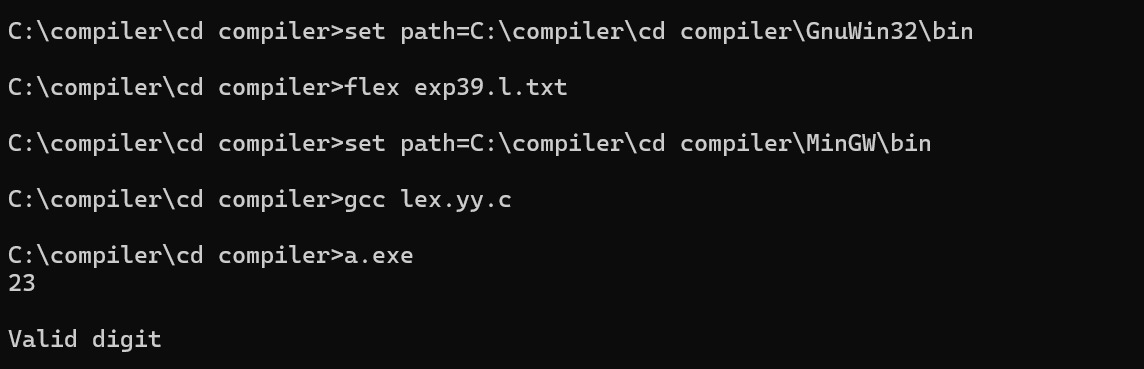 C:\compiler\cd compiler>set path=C:\compiler\cd compiler\GnuWin32\bin
C:\compiler\cd compiler>flex exp39.l.txt
C:\compiler\cd compiler>set path=C:\compiler\cd compiler\MinGW\bin
C:\compiler\cd compiler>gcc lex.yy.c
C:\compiler\cd compiler>a.exe
23
Valid digit